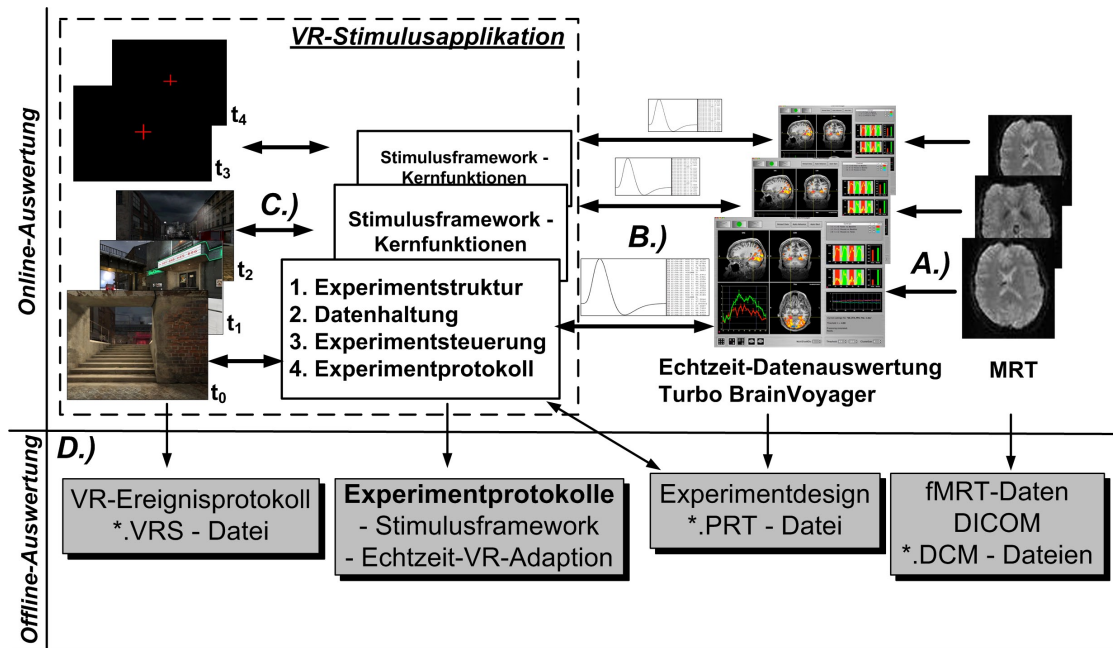 VR-Stimulusapplikation
Online-Auswertung
t4
t3
Stimulusframework -
Kernfunktionen
C.)
Stimulusframework -
Kernfunktionen
t2
t1
t0
1. Experimentstruktur
2. Datenhaltung
3. Experimentsteuerung
4. Experimentprotokoll
B.)
A.)
Echtzeit-Datenauswertung
Turbo BrainVoyager
MRT
Offline-Auswertung
D.)
VR-Ereignisprotokoll
*.VRS - Datei
Experimentprotokolle
- Stimulusframework
- Echtzeit-VR-Adaption
Experimentdesign
*.PRT - Datei
fMRT-Daten
DICOM
*.DCM - Dateien